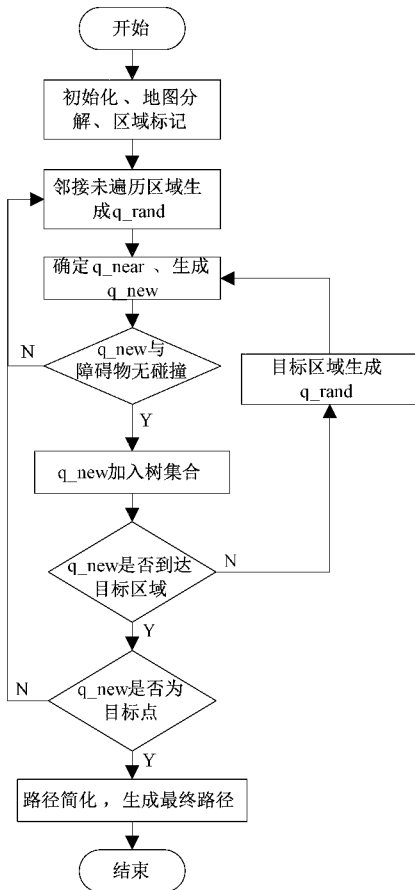 开始
初始化、地图分
解、区域标记
邻接未遍历区域生
成q_rand
确定q_near 、生成
q_new
q_new与
障碍物无碰撞
N
Y
目标区域生成
q_rand
q_new加入树集合
q_new是否到达
目标区域
N
Y
q_new是否为
目标点
N
Y
路径简化，生成最终路径
结束